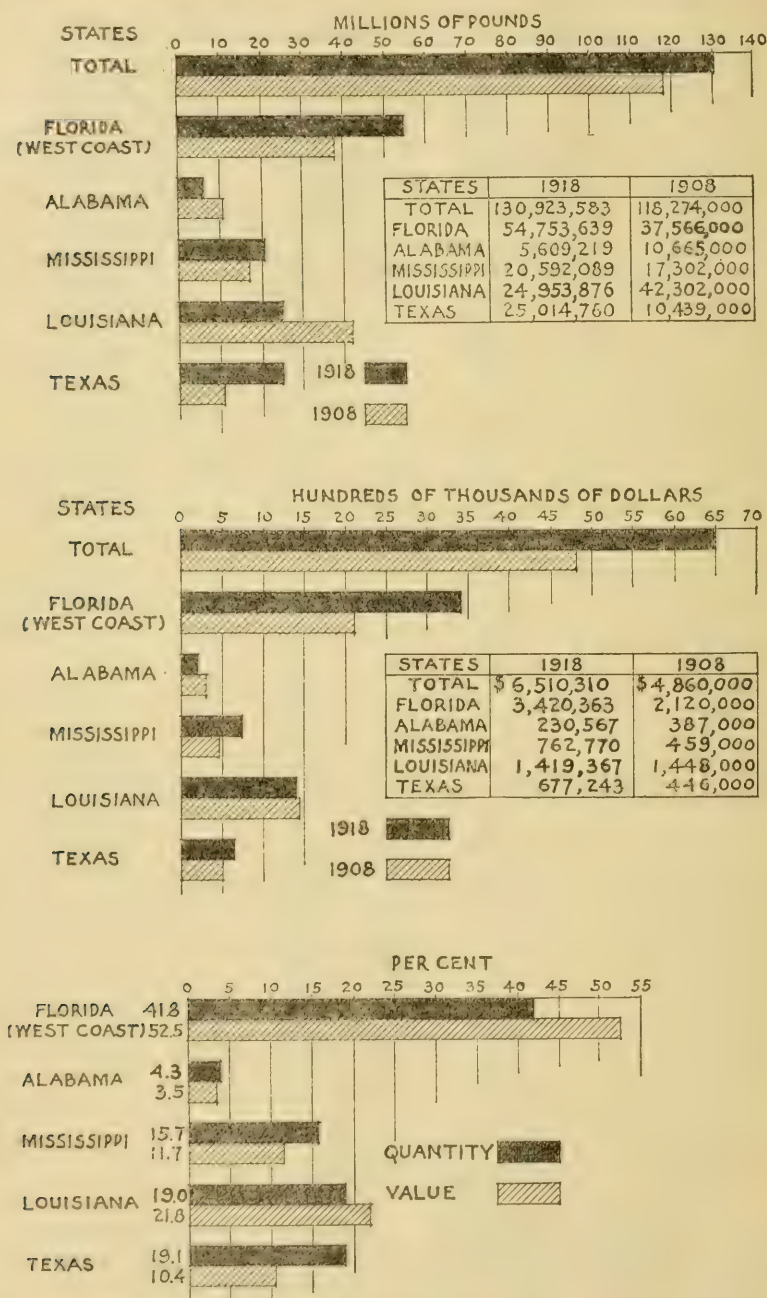 MILLIONS OF POUNDS
STATES
0 10 20 30 40 50 60 70 80 90 100 110 120 130 140
TOTAL
FLORIDA
(WEST COAST)
ALABAMA
MISSISSIPPI
LOUISIANA
TEXAS
STATES 1918 1908
TOTAL 130,923,583 118,274,000
FLORIDA 54,753,639 37,566,000
ALABAMA 5,609,219 10,665,000
MISSISSIPPI 20,592,089 17,302,000
LOUISIANA 24,953,876 42,302,000
TEXAS 25,014,760 10,439,000
1918
1908
HUNDREDS OF THOUSANDS OF DOLLARS
STATES
0 5 10 15 20 25 30 35 40 45 50 55 60 65 70
TOTAL
FLORIDA
(WEST COAST)
ALABAMA
MISSISSIPPI
LOUISIANA
TEXAS
STATES 1918 1908
TOTAL $6,510,310 $4,860,000
FLORIDA 3,420,363 2,120,000
ALABAMA 230,567 387,000
MISSISSIPPI 762,770 459,000
LOUISIANA 1,419,367 1,448,000
TEXAS 677,243 446,000
1918
1908
PER CENT
0 5 10 15 20 25 30 35 40 45 50 55
FLORIDA 41.8
(WEST COAST) 52.5
ALABAMA 4.3
3.5
MISSISSIPPI 15.7
11.7
LOUISIANA 19.0
21.8
TEXAS 19.1
10.4
QUANTITY
VALUE